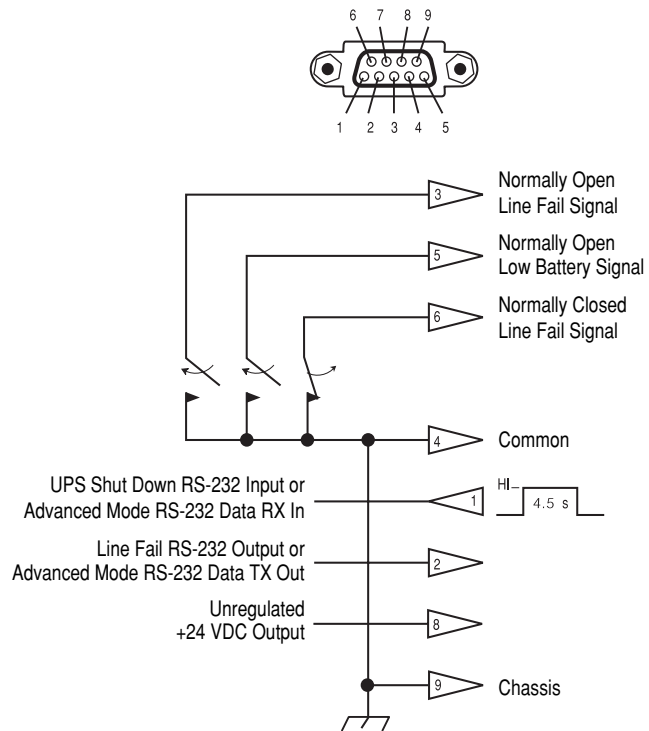 6 7 8 9
1 2 3 4 5
3 Normally Open
Line Fail Signal
5 Normally Open
Low Battery Signal
6 Normally Closed
Line Fail Signal
4 Common
UPS Shut Down RS-232 Input or
Advanced Mode RS-232 Data RX In
1 HI
4.5 s
Line Fail RS-232 Output or
Advanced Mode RS-232 Data TX Out
2
Unregulated
+24 VDC Output
8
9 Chassis